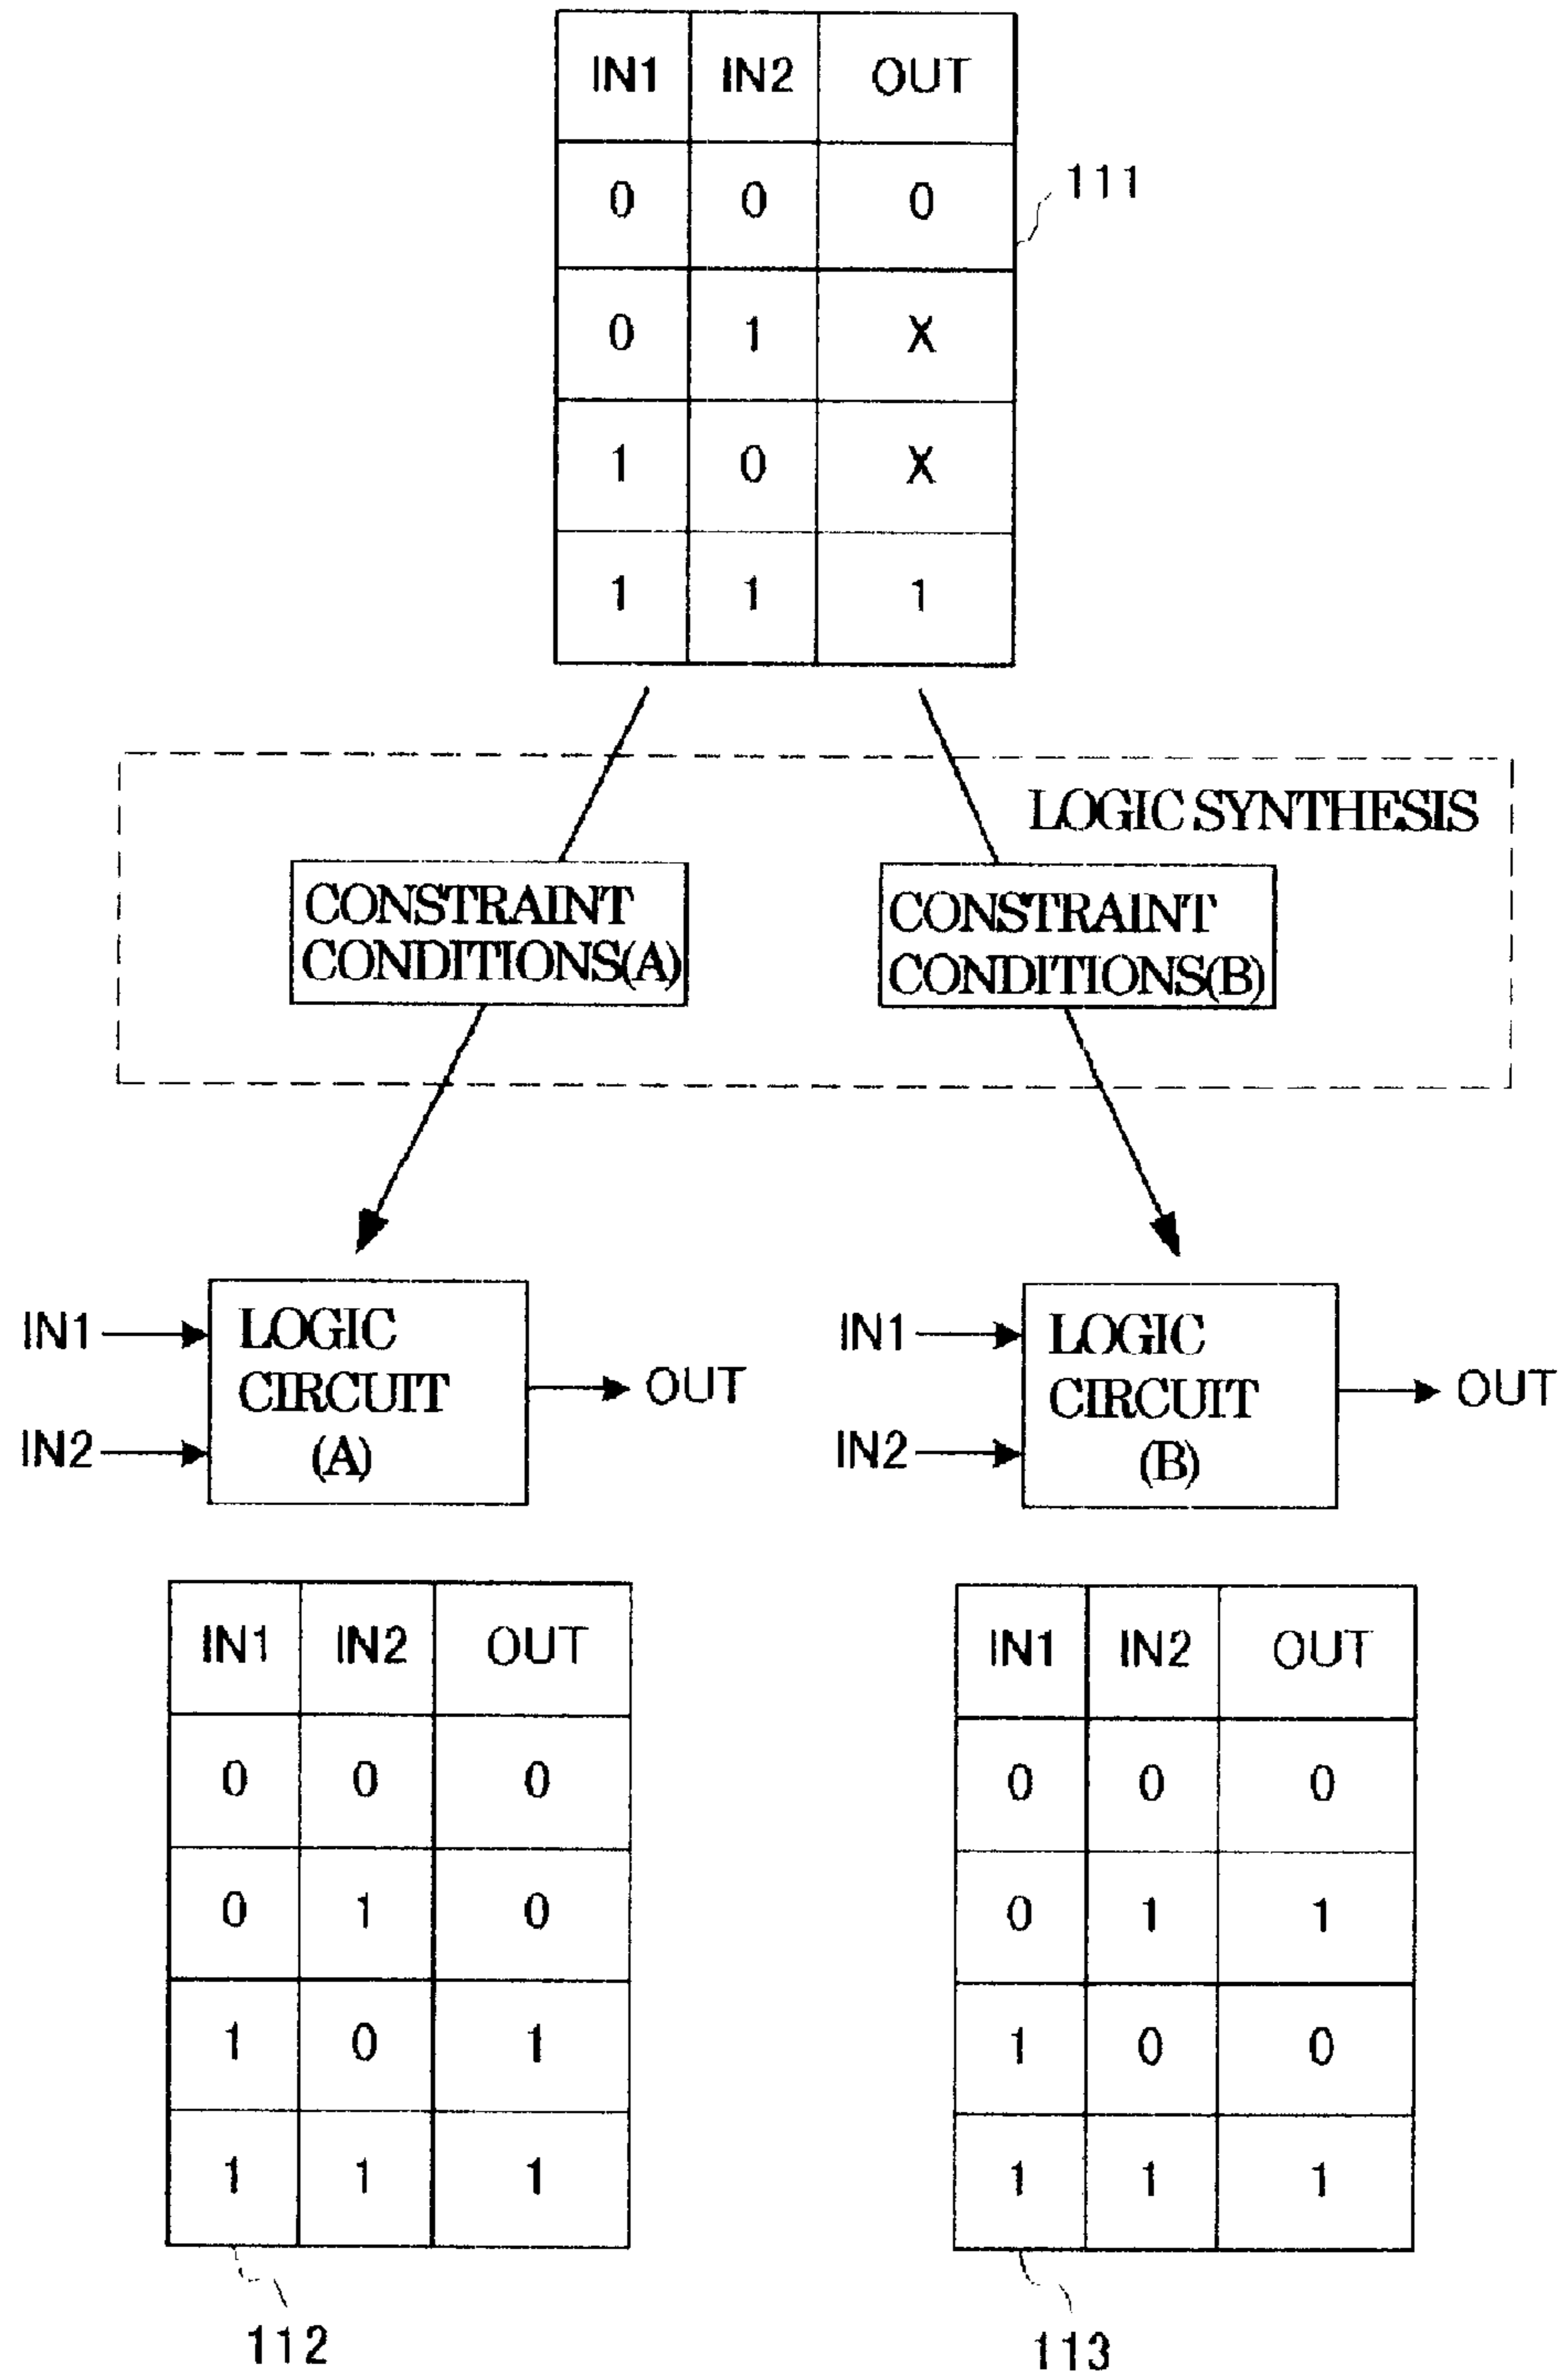 IN1 IN2 OUT
0 0 0
111
0 1 X
1 0 X
1 1 1
LOGIC SYNTHESIS
CONSTRAINT
CONDITIONS(A)
CONSTRAINT
CONDITIONS(B)
IN1
IN2
LOGIC
CIRCUIT
(A)
OUT
IN1
IN2
LOGIC
CIRCUIT
(B)
OUT
IN1 IN2 OUT
0 0 0
0 1 0
1 0 1
1 1 1
112
IN1 IN2 OUT
0 0 0
0 1 1
1 0 0
1 1 1
113